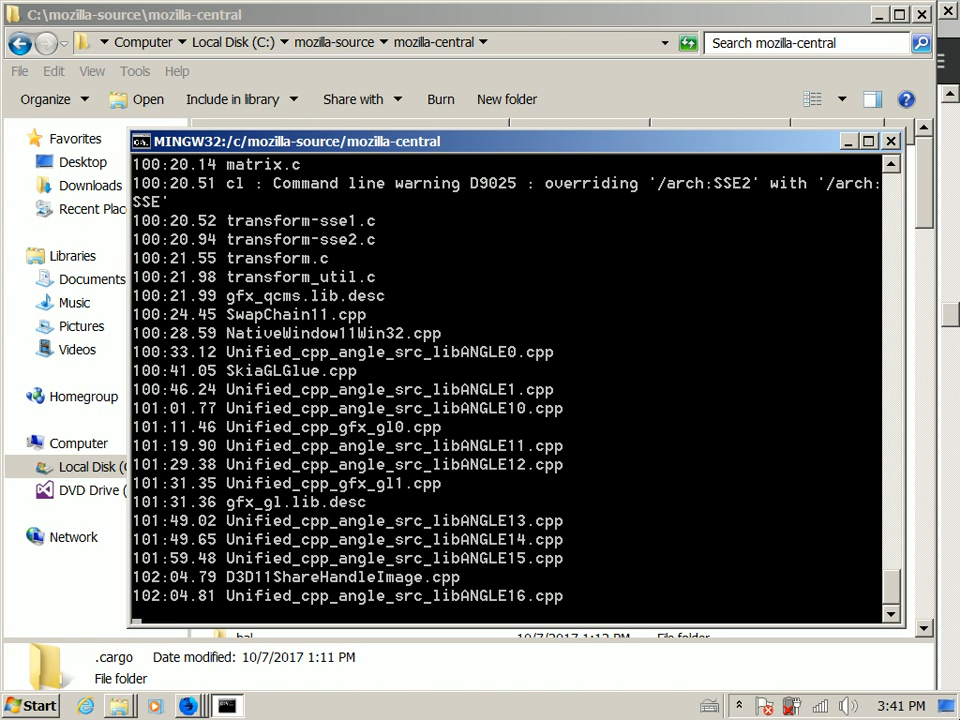 C:\mozilla-source\mozilla-central
Computer
Local Disk (C:)
mozilla-source
mozilla-central
Search mozilla-central
File
Edit
View
Tools
Help
Organize
Open
Include in library
Share with
Burn
New folder
Favorites
Desktop
Downloads
Recent Plac
Libraries
Documents
Music
Pictures
Videos
Homegroup
Computer
Local Disk (
DVD Drive (
Network
MINGW32:/c/mozilla-source/mozilla-central
100:20.14 matrix.c
100:20.51 cl : Command line warning D9025 : overriding '/arch:SSE2' with '/arch:
SSE'
100:20.52 transform-sse1.c
100:20.94 transform-sse2.c
100:21.55 transform.c
100:21.98 transform_util.c
100:21.99 gfx_qcms.lib.desc
100:24.45 SwapChain11.cpp
100:28.59 NativeWindow11Win32.cpp
100:33.12 Unified_cpp_angle_src_libANGLE0.cpp
100:41.05 SkiaGLGlue.cpp
100:46.24 Unified_cpp_angle_src_libANGLE1.cpp
101:01.77 Unified_cpp_angle_src_libANGLE10.cpp
101:11.46 Unified_cpp_gfx_gl0.cpp
101:19.90 Unified_cpp_angle_src_libANGLE11.cpp
101:29.38 Unified_cpp_angle_src_libANGLE12.cpp
101:31.35 Unified_cpp_gfx_gl1.cpp
101:31.36 gfx_gl.lib.desc
101:49.02 Unified_cpp_angle_src_libANGLE13.cpp
101:49.65 Unified_cpp_angle_src_libANGLE14.cpp
101:59.48 Unified_cpp_angle_src_libANGLE15.cpp
102:04.79 D3D11ShareHandleImage.cpp
102:04.81 Unified_cpp_angle_src_libANGLE16.cpp
hal 10/7/2017 1:12 PM File folder
.cargo Date modified: 10/7/2017 1:11 PM
File folder
Start
3:41 PM